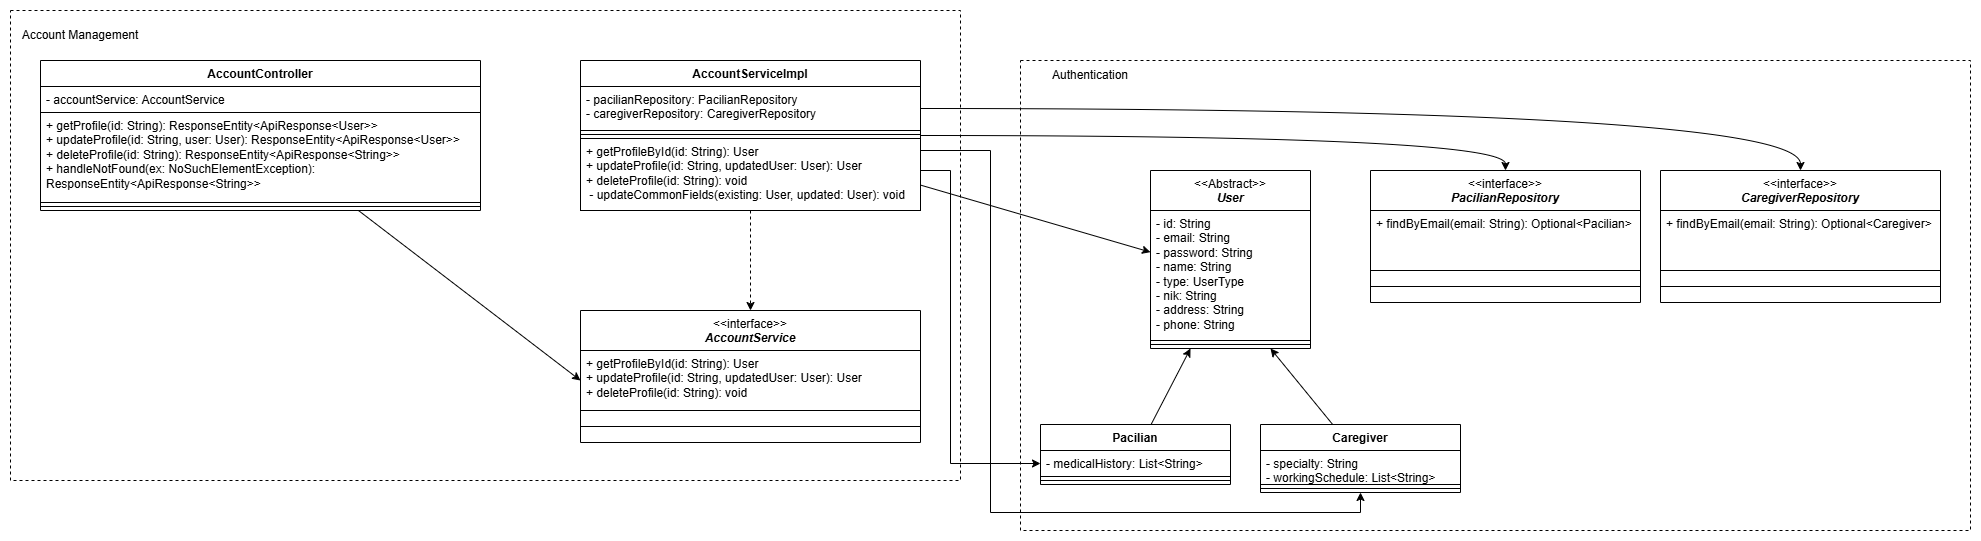 Account Management
AccountController
- accountService: AccountService
+ getProfile(id: String): ResponseEntity<ApiResponse<User>>
+ updateProfile(id: String, user: User): ResponseEntity<ApiResponse<User>>
+ deleteProfile(id: String): ResponseEntity<ApiResponse<String>>
+ handleNotFound(ex: NoSuchElementException):
ResponseEntity<ApiResponse<String>>
AccountServiceImpl
- pacilianRepository: PacilianRepository
- caregiverRepository: CaregiverRepository
+ getProfileById(id: String): User
+ updateProfile(id: String, updatedUser: User): User
+ deleteProfile(id: String): void
- updateCommonFields(existing: User, updated: User): void
<<interface>>
AccountService
+ getProfileById(id: String): User
+ updateProfile(id: String, updatedUser: User): User
+ deleteProfile(id: String): void
Authentication
<<Abstract>>
User
- id: String
- email: String
- password: String
- name: String
- type: UserType
- nik: String
- address: String
- phone: String
<<interface>>
PacilianRepository
+ findByEmail(email: String): Optional<Pacilian>
<<interface>>
CaregiverRepository
+ findByEmail(email: String): Optional<Caregiver>
Pacilian
- medicalHistory: List<String>
Caregiver
- specialty: String
- workingSchedule: List<String>